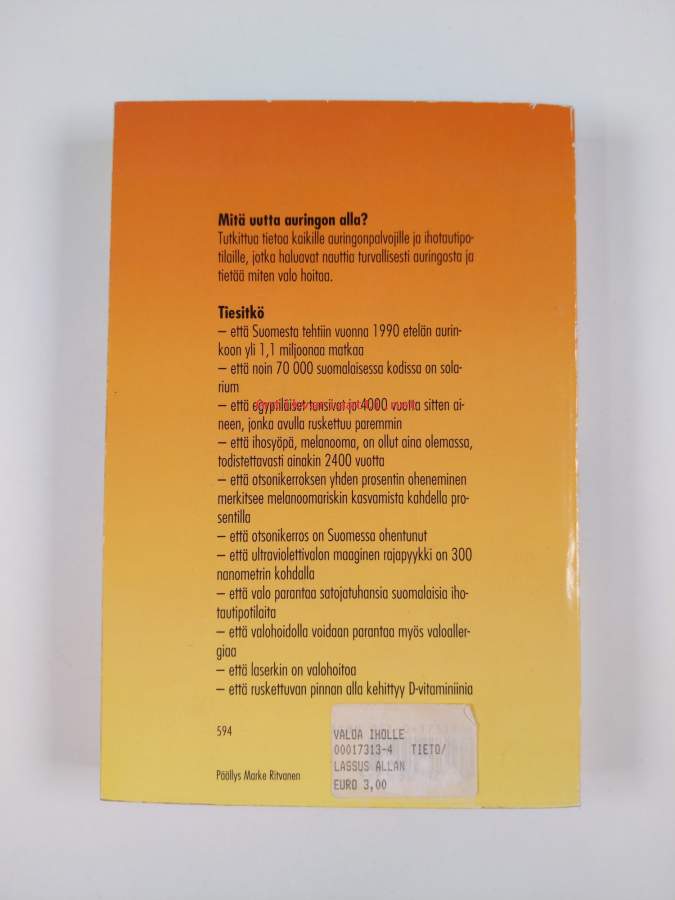 Mitä uutta auringon alla?
Tutkittua tietoa kaikille auringonpalvojille ja ihotautipo-
tilaille, jotka haluavat nauttia turvallisesti auringosta ja
tietää miten valo hoitaa.
Tiesitkö
– että Suomesta tehtiin vuonna 1990 etelän aurin-
koon yli 1,1 miljoonaa matkaa
– että noin 70 000 suomalaisessa kodissa on sola-
rium
– että egyptiläiset tunsivat jo 4000 vuotta sitten ai-
neen, jonka avulla ruskettuu paremmin
– että ihosyöpä, melanooma, on ollut aina olemassa,
todistettavasti ainakin 2400 vuotta
– että otsonikerroksen yhden prosentin oheneminen
merkitsee melanoomariskin kasvamista kahdella pro-
sentilla
– että otsonikerros on Suomessa ohentunut
– että ultraviolettivalon maaginen rajapyykki on 300
nanometrin kohdalla
– että valo parantaa satojatuhansia suomalaisia iho-
tautipotilaita
– että valohoidolla voidaan parantaa myös valoaller-
giaa
– että laserkin on valohoitoa
– että ruskettuvan pinnan alla kehittyy D-vitamiinia
594
Päällys Marke Ritvanen
VALOA IHOLLE
00017313-4 TIETO/
LASSUS ALLAN
EURO 3,00